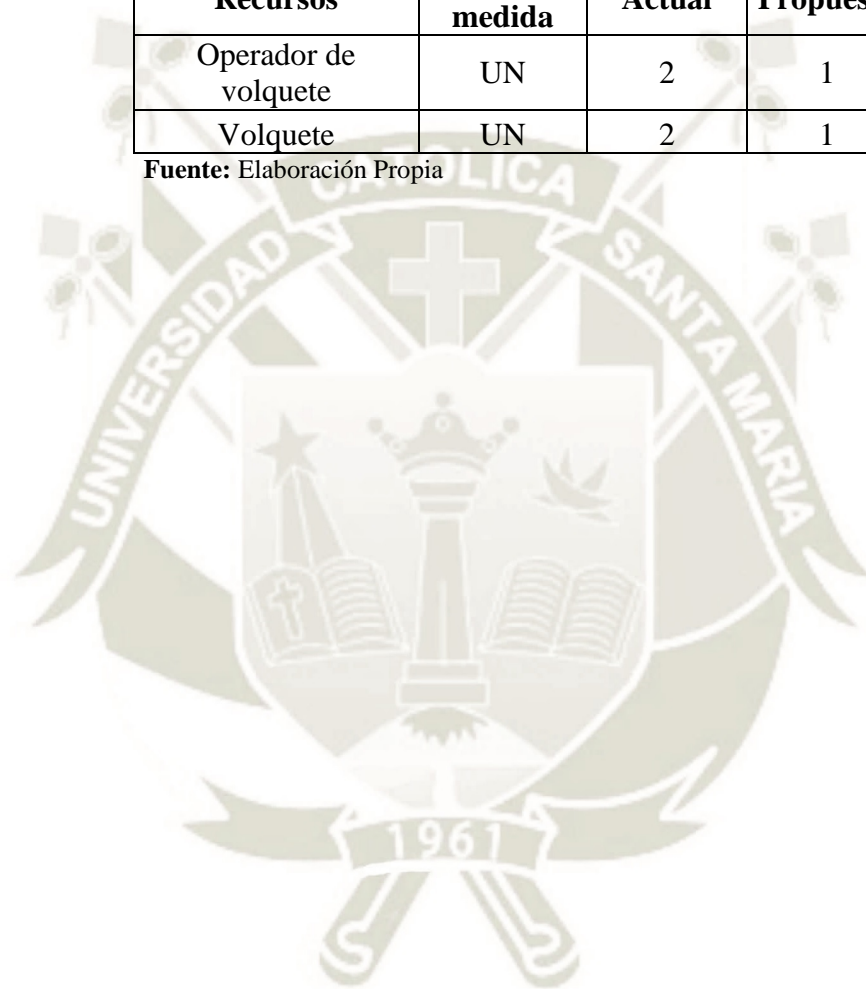 Recursos medida Actual
Operador de volquete UN 2 1
Volquete UN 2 1
Fuente: Elaboración Propia
UNIVERSIDAD CATOLICA SANTA MARIA
1961